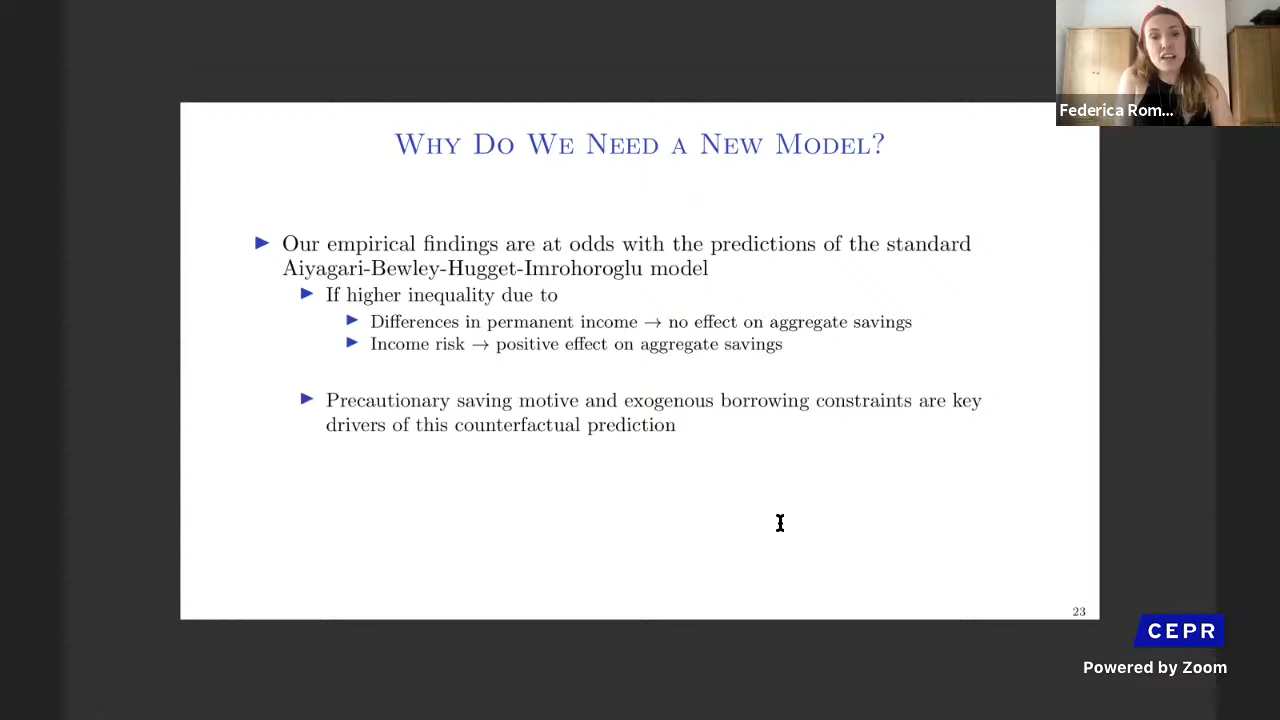 Federica Rom...
Why Do We Need a New Model?
Our empirical findings are at odds with the predictions of the standard
Aiyagari-Bewley-Hugget-Imrohoroglu model
If higher inequality due to
Differences in permanent income → no effect on aggregate savings
Income risk → positive effect on aggregate savings
Precautionary saving motive and exogenous borrowing constraints are key
drivers of this counterfactual prediction
23
CEPR
Powered by Zoom